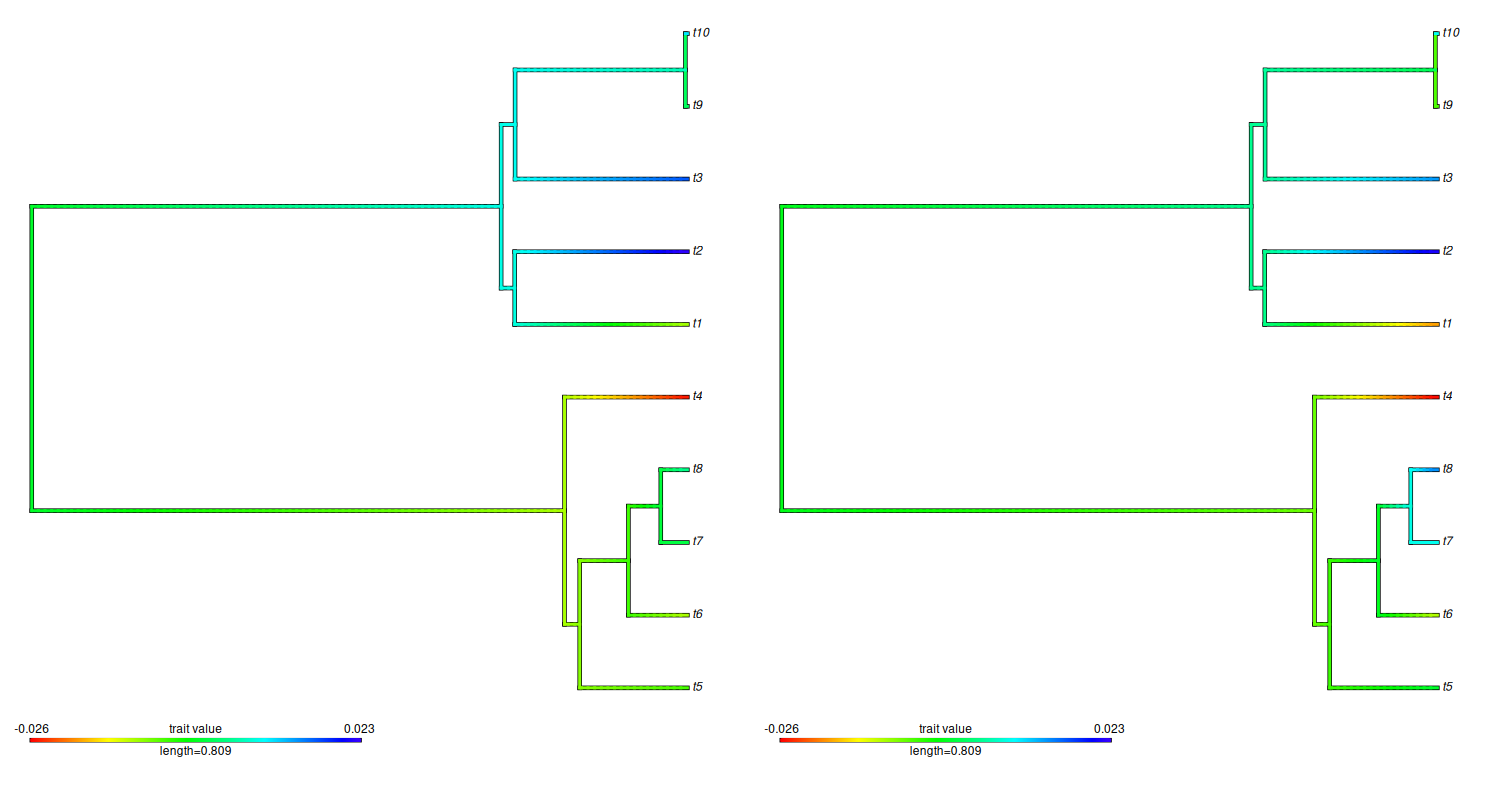 t10
t9
t3
t2
t1
t4
t8
t7
t6
t5
-0.026 trait value 0.023
length=0.809
t10
t9
t3
t2
t1
t4
t8
t7
t6
t5
-0.026 trait value 0.023
length=0.809